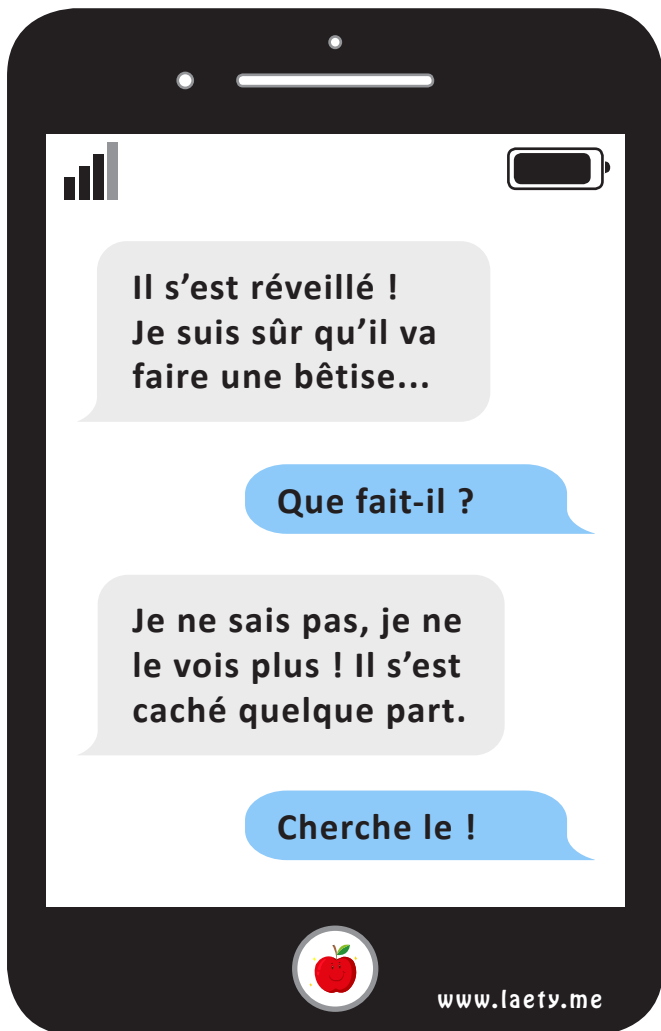 Il s’est réveillé !
Je suis sûr qu’il va
faire une bêtise...
Que fait-il ?
Je ne sais pas, je ne
le vois plus ! Il s’est
caché quelque part.
Cherche le !
www.laety.me